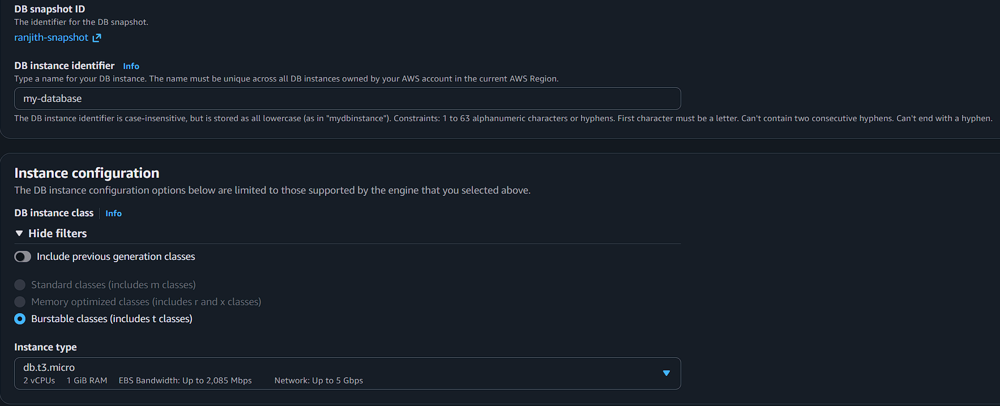 DB snapshot ID
The identifier for the DB snapshot.
ranjith-snapshot
DB instance identifier Info
Type a name for your DB instance. The name must be unique across all DB instances owned by your AWS account in the current AWS Region.
my-database
The DB instance identifier is case-insensitive, but is stored as all lowercase (as in "mydbinstance"). Constraints: 1 to 63 alphanumeric characters or hyphens. First character must be a letter. Can't contain two consecutive hyphens. Can't end with a hyphen.
Instance configuration
The DB instance configuration options below are limited to those supported by the engine that you selected above.
DB instance class Info
Hide filters
Include previous generation classes
Standard classes (includes m classes)
Memory optimized classes (includes r and x classes)
Burstable classes (includes t classes)
Instance type
db.t3.micro
2 vCPUs 1 GiB RAM EBS Bandwidth: Up to 2,085 Mbps Network: Up to 5 Gbps